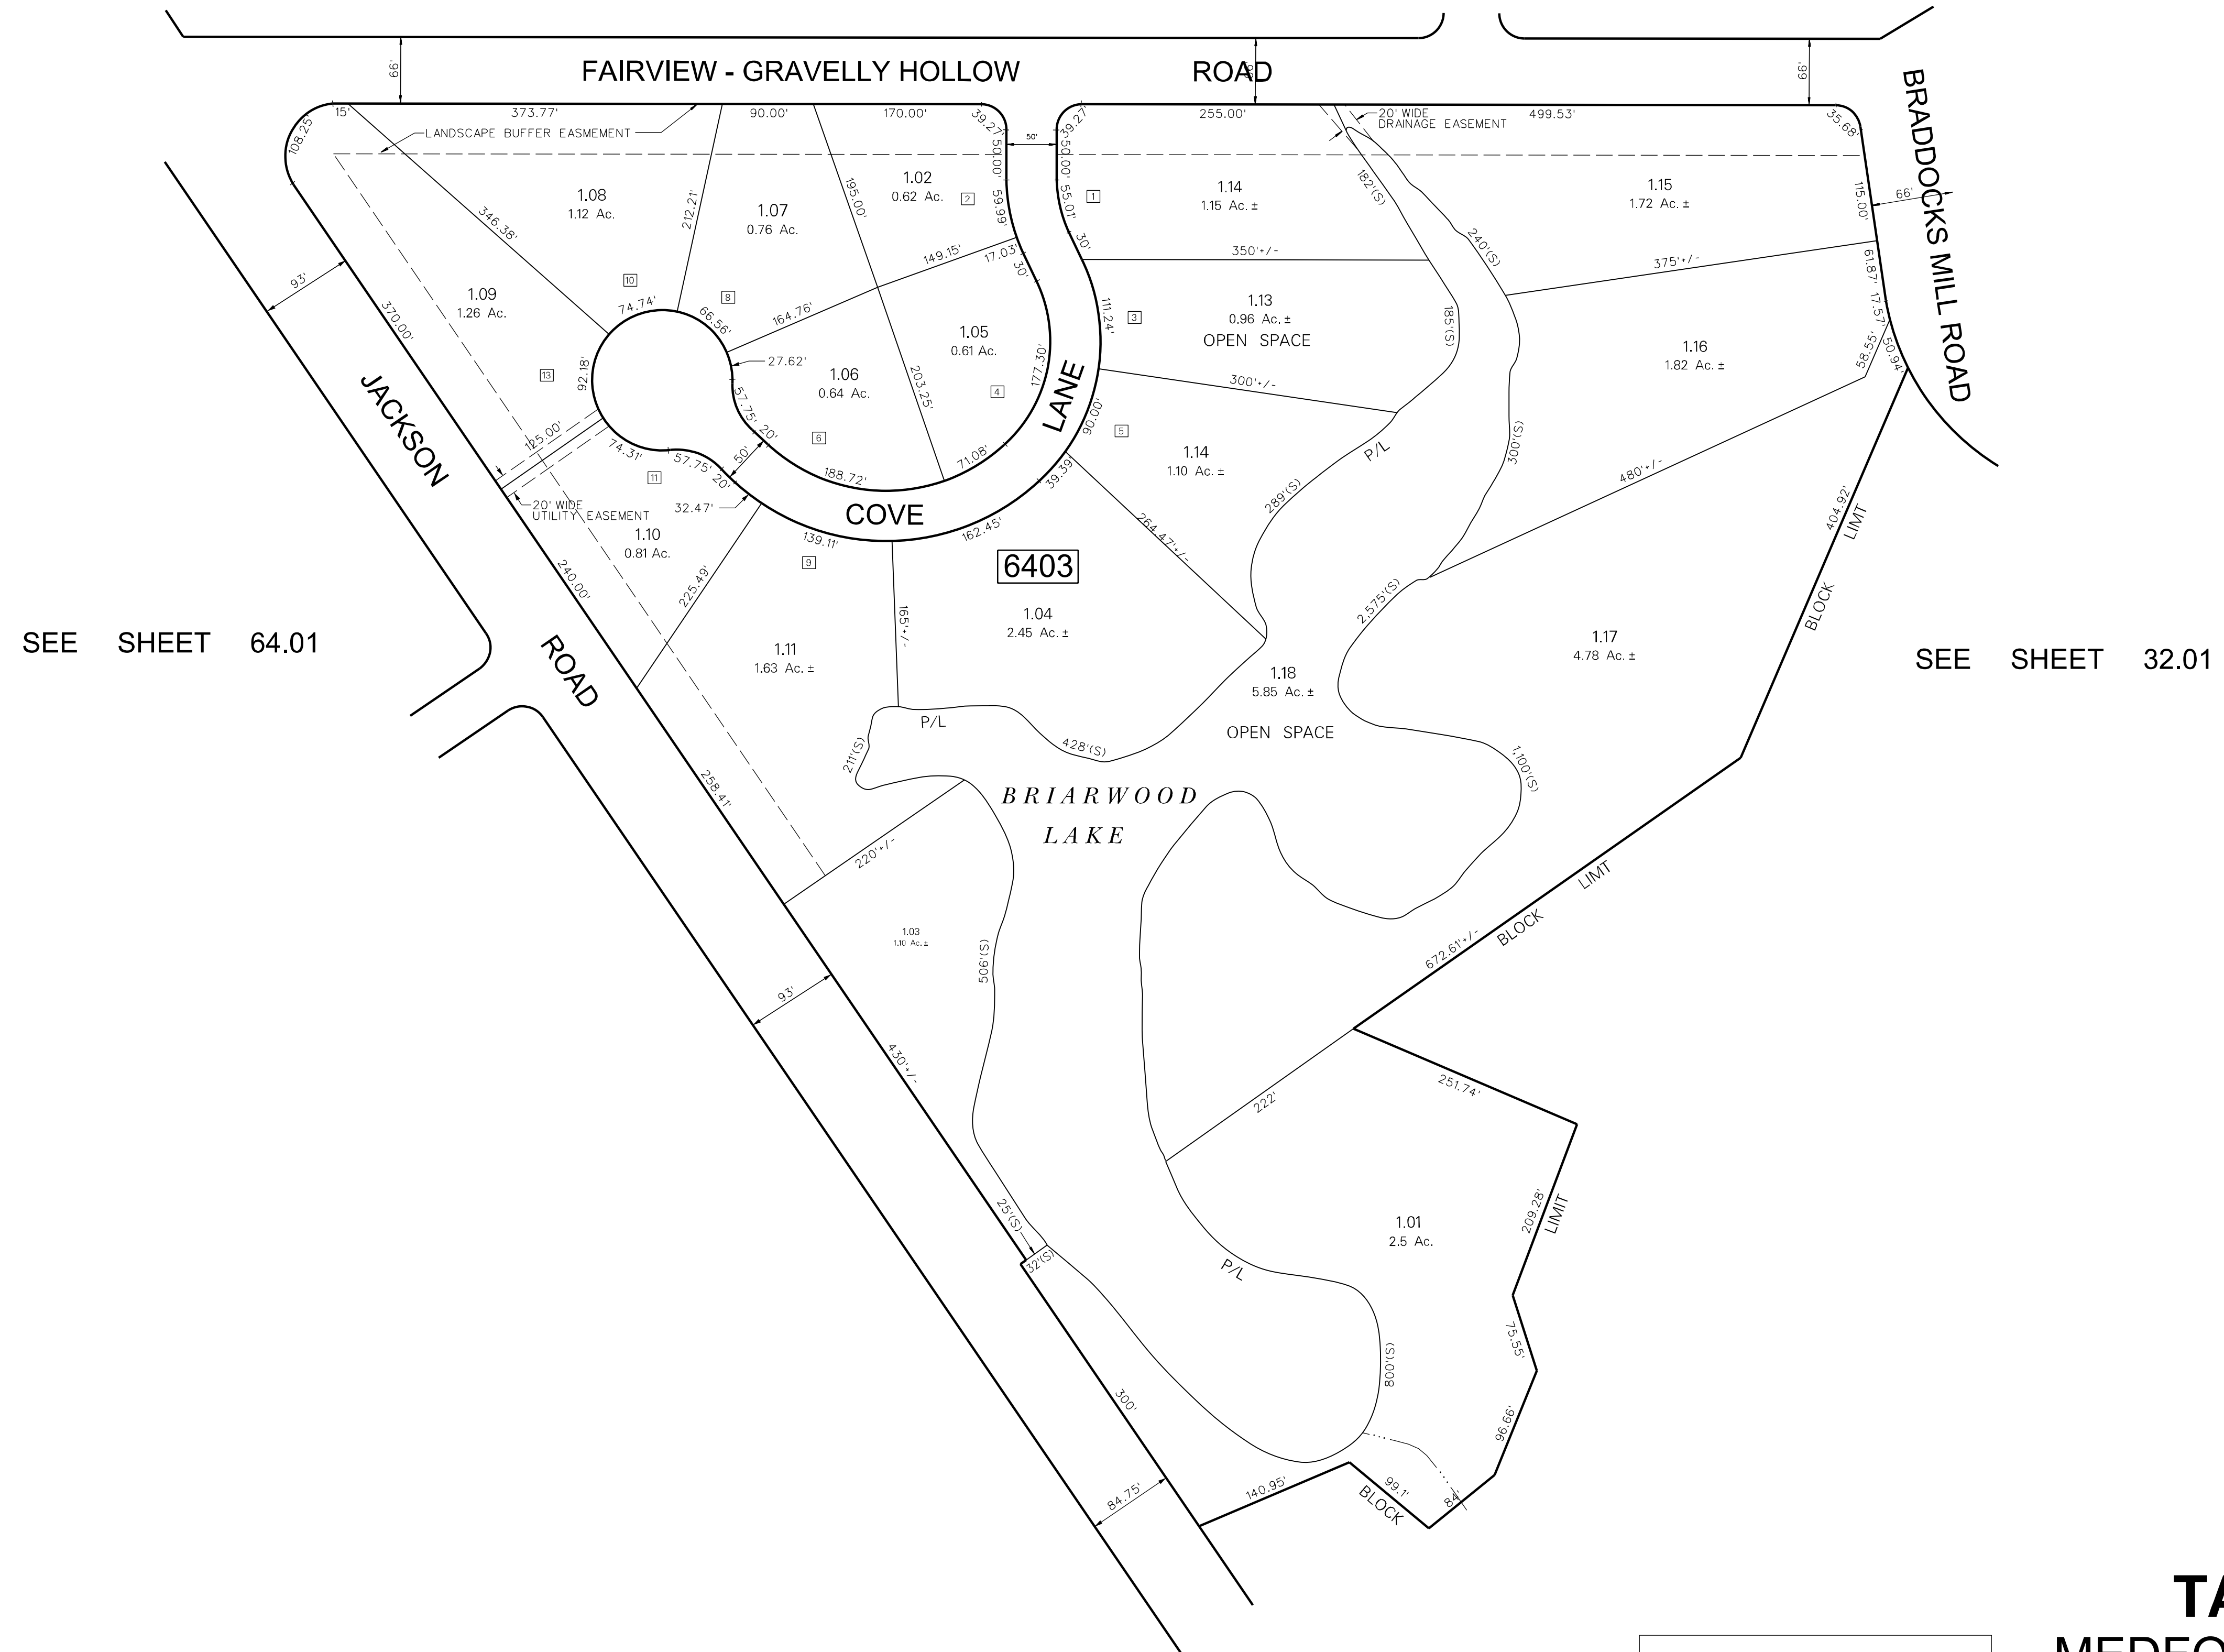 FAIRVIEW - GRAVELLY HOLLOW ROAD
66'
66'
66'
BRADDOCKS MILL ROAD
15'
373.77'
90.00'
170.00'
39.27'
39.27'
255.00'
20' WIDE
DRAINAGE EASEMENT
499.53'
35.68'
108.25'
LANDSCAPE BUFFER EASMEMENT
50'
50.00'
50.00'
1.08
1.12 Ac.
1.07
0.76 Ac.
1.02
0.62 Ac.
2
1
1.14
1.15 Ac. ±
1.15
1.72 Ac. ±
115.00'
66'
346.38'
212.21'
195.00'
59.99'
55.01'
182'(S)
240'(S)
149.15'
17.03'
30'
30'
350'+/-
375'+/-
61.87'
17.57'
50.94'
58.55'
93'
370.00'
1.09
1.26 Ac.
10
8
74.74'
66.56'
164.76'
27.62'
1.05
0.61 Ac.
111.24'
3
1.13
0.96 Ac. ±
OPEN SPACE
185'(S)
1.16
1.82 Ac. ±
13
92.18'
1.06
0.64 Ac.
203.25'
177.30'
4
LANE
300'+/-
90.00'
5
JACKSON
125.00'
57.75'
20'
6
50'
74.31'
57.75'
20'
11
188.72'
71.08'
39.39'
1.14
1.10 Ac. ±
P/L
300'(S)
480'+/-
289'(S)
20' WIDE
UTILITY EASEMENT
32.47'
COVE
139.11'
162.45'
264.47'+/-
404.92'
LIMT
BLOCK
1.10
0.81 Ac.
9
6403
240.00'
225.49'
165'+/-
1.04
2.45 Ac. ±
2,575'(S)
SEE SHEET 64.01
ROAD
1.11
1.63 Ac. ±
1.18
5.85 Ac. ±
OPEN SPACE
1.17
4.78 Ac. ±
SEE SHEET 32.01
P/L
428'(S)
211'(S)
1,100'(S)
258.41'
BRIARWOOD
LAKE
220'+/-
LIMT
BLOCK
672.61'+/-
1.03
1.10 Ac. ±
506'(S)
93'
430'+/-
222'
251.74'
1.01
2.5 Ac.
209.28'
LIMIT
25'(S)
32'(S)
P/L
75.55'
800'(S)
300'
96.66'
84.75'
140.95'
99.1'
BLOCK
84'